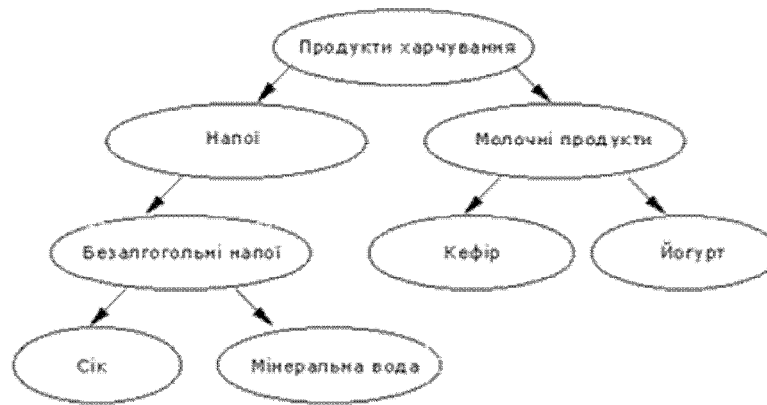 Продукти харчування
Напої
Молочні продукти
Безалгогольні напої
Кефір
Йогурт
Сік
Мінеральна вода